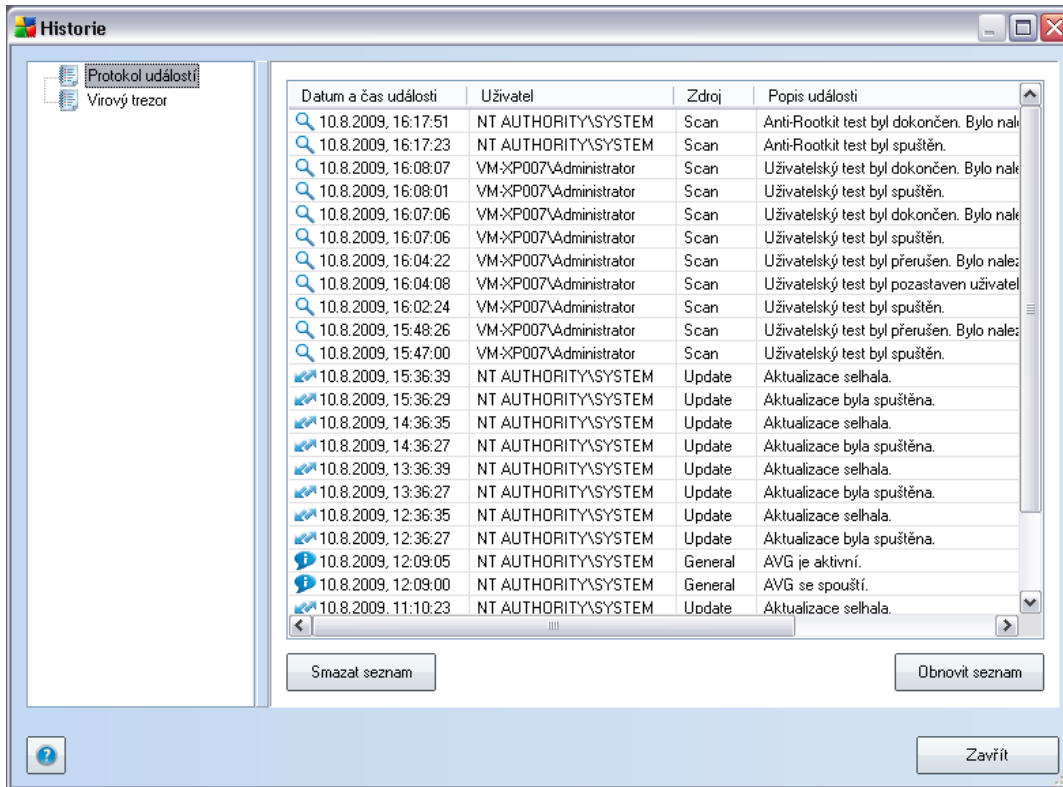 Historie
Protokol událostí
Virový trezor
Datum a čas události Uživatel Zdroj Popis události
10.8.2009, 16:17:51 NT AUTHORITY\SYSTEM Scan Anti-Rootkit test byl dokončen. Bylo
10.8.2009, 16:17:23 NT AUTHORITY\SYSTEM Scan Anti-Rootkit test byl spuštěn.
10.8.2009, 16:08:07 VM-XP007\Administrator Scan Uživatelský test byl dokončen. Bylo
10.8.2009, 16:08:01 VM-XP007\Administrator Scan Uživatelský test byl spuštěn.
10.8.2009, 16:07:06 VM-XP007\Administrator Scan Uživatelský test byl dokončen. Bylo
10.8.2009, 16:07:06 VM-XP007\Administrator Scan Uživatelský test byl spuštěn.
10.8.2009, 16:04:22 VM-XP007\Administrator Scan Uživatelský test byl přerušen. Bylo
10.8.2009, 16:04:08 VM-XP007\Administrator Scan Uživatelský test byl pozastaven uživatel
10.8.2009, 16:02:24 VM-XP007\Administrator Scan Uživatelský test byl spuštěn.
10.8.2009, 15:48:26 VM-XP007\Administrator Scan Uživatelský test byl přerušen. Bylo
10.8.2009, 15:47:00 VM-XP007\Administrator Scan Uživatelský test byl spuštěn.
10.8.2009, 15:36:39 NT AUTHORITY\SYSTEM Update Aktualizace selhala.
10.8.2009, 15:36:29 NT AUTHORITY\SYSTEM Update Aktualizace byla spuštěna.
10.8.2009, 14:36:35 NT AUTHORITY\SYSTEM Update Aktualizace selhala.
10.8.2009, 14:36:27 NT AUTHORITY\SYSTEM Update Aktualizace byla spuštěna.
10.8.2009, 13:36:39 NT AUTHORITY\SYSTEM Update Aktualizace selhala.
10.8.2009, 13:36:27 NT AUTHORITY\SYSTEM Update Aktualizace byla spuštěna.
10.8.2009, 12:36:35 NT AUTHORITY\SYSTEM Update Aktualizace selhala.
10.8.2009, 12:36:27 NT AUTHORITY\SYSTEM Update Aktualizace byla spuštěna.
10.8.2009, 12:09:05 NT AUTHORITY\SYSTEM General AVG je aktivní.
10.8.2009, 12:09:00 NT AUTHORITY\SYSTEM General AVG se spouští.
10.8.2009, 11:10:23 NT AUTHORITY\SYSTEM Update Aktualizace selhala.
Smazat seznam Obnovit seznam
Zavřít